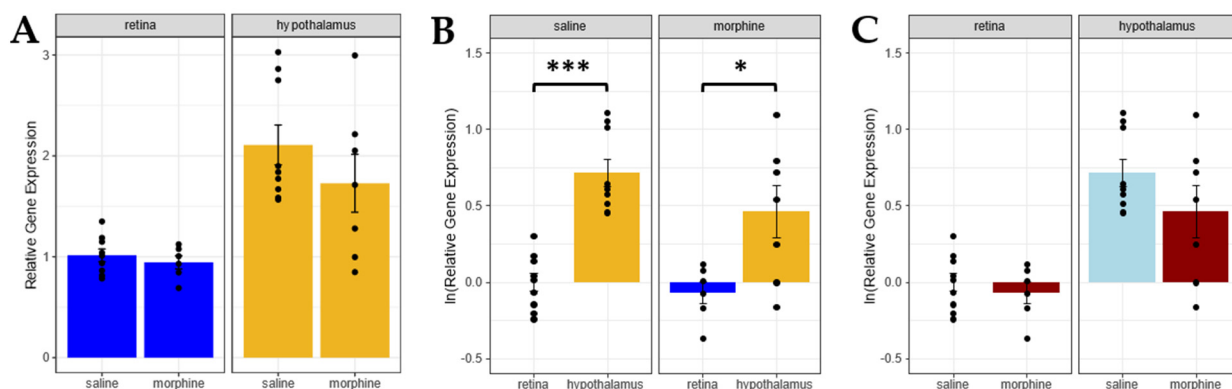 A
retina
hypothalamus
Relative Gene Expression
3
2
1
0
saline
morphine
saline
morphine
B
saline
morphine
ln(Relative Gene Expression)
1.5
1.0
0.5
0.0
-0.5
***
*
retina
hypothalamus
retina
hypothalamus
C
retina
hypothalamus
ln(Relative Gene Expression)
1.5
1.0
0.5
0.0
-0.5
saline
morphine
saline
morphine